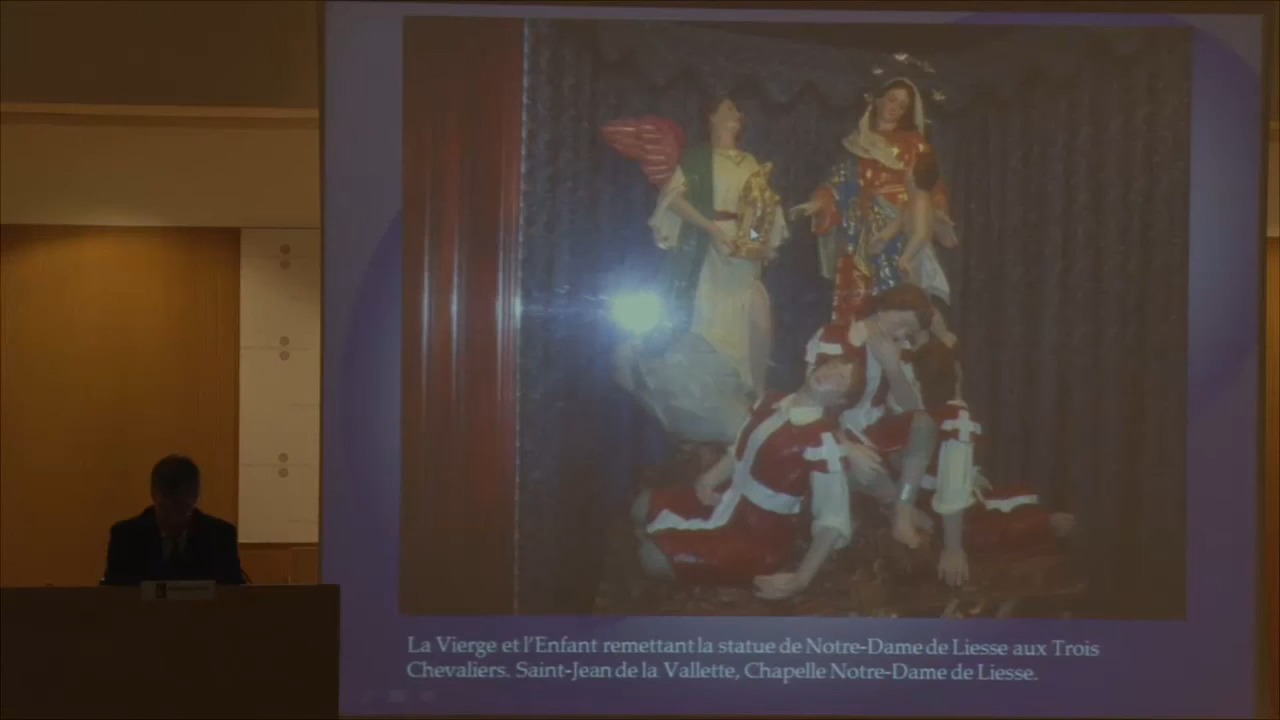 La Vierge et l'Enfant remettant la statue de Notre-Dame de Liesse aux Trois
Chevaliers. Saint-Jean de la Vallette, Chapelle Notre-Dame de Liesse.